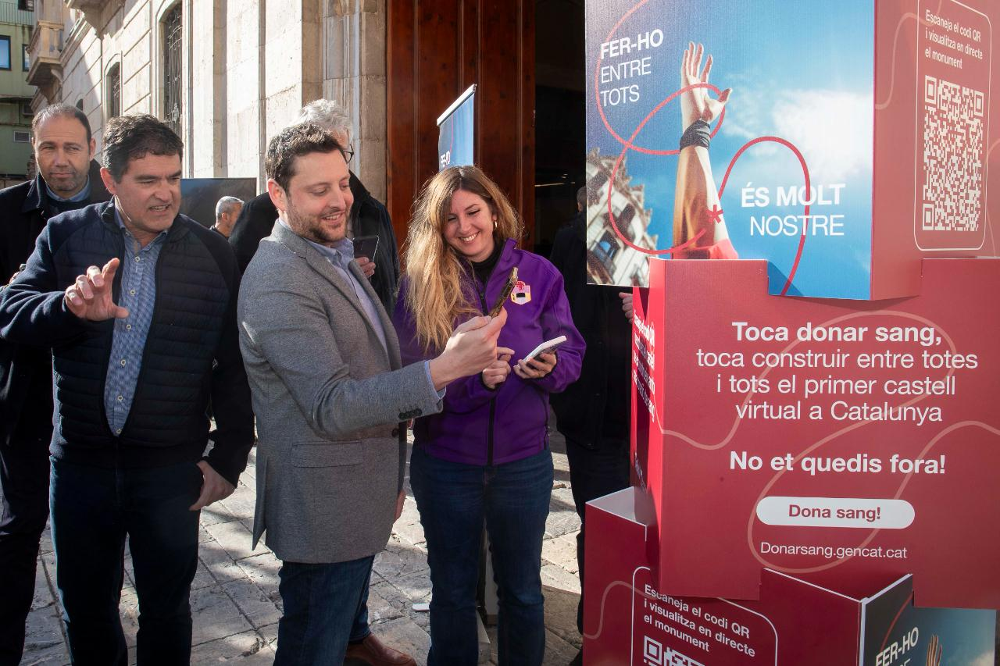 FER-HO
ENTRE
TOTS
ÉS MOLT
NOSTRE
Escaneja el codi QR
i visualitza en directe
el monument
Toca donar sang,
toca construir entre totes
i tots el primer castell
virtual a Catalunya
No et quedis fora!
Dona sang!
Donarsang.gencat.cat
Escaneja el codi QR
i visualitza en directe
el monument
FER-HO